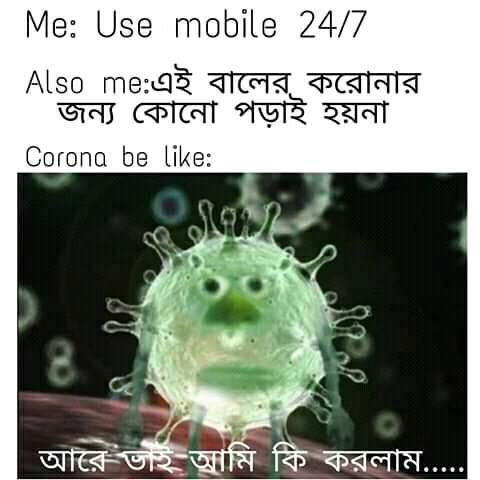 Me: Use mobile 24/7
Also me:এই বালের করোনার
জন্য কোনো পড়াই হয়না
Corona be like:
আরে ভাই আমি কি করলাম.....